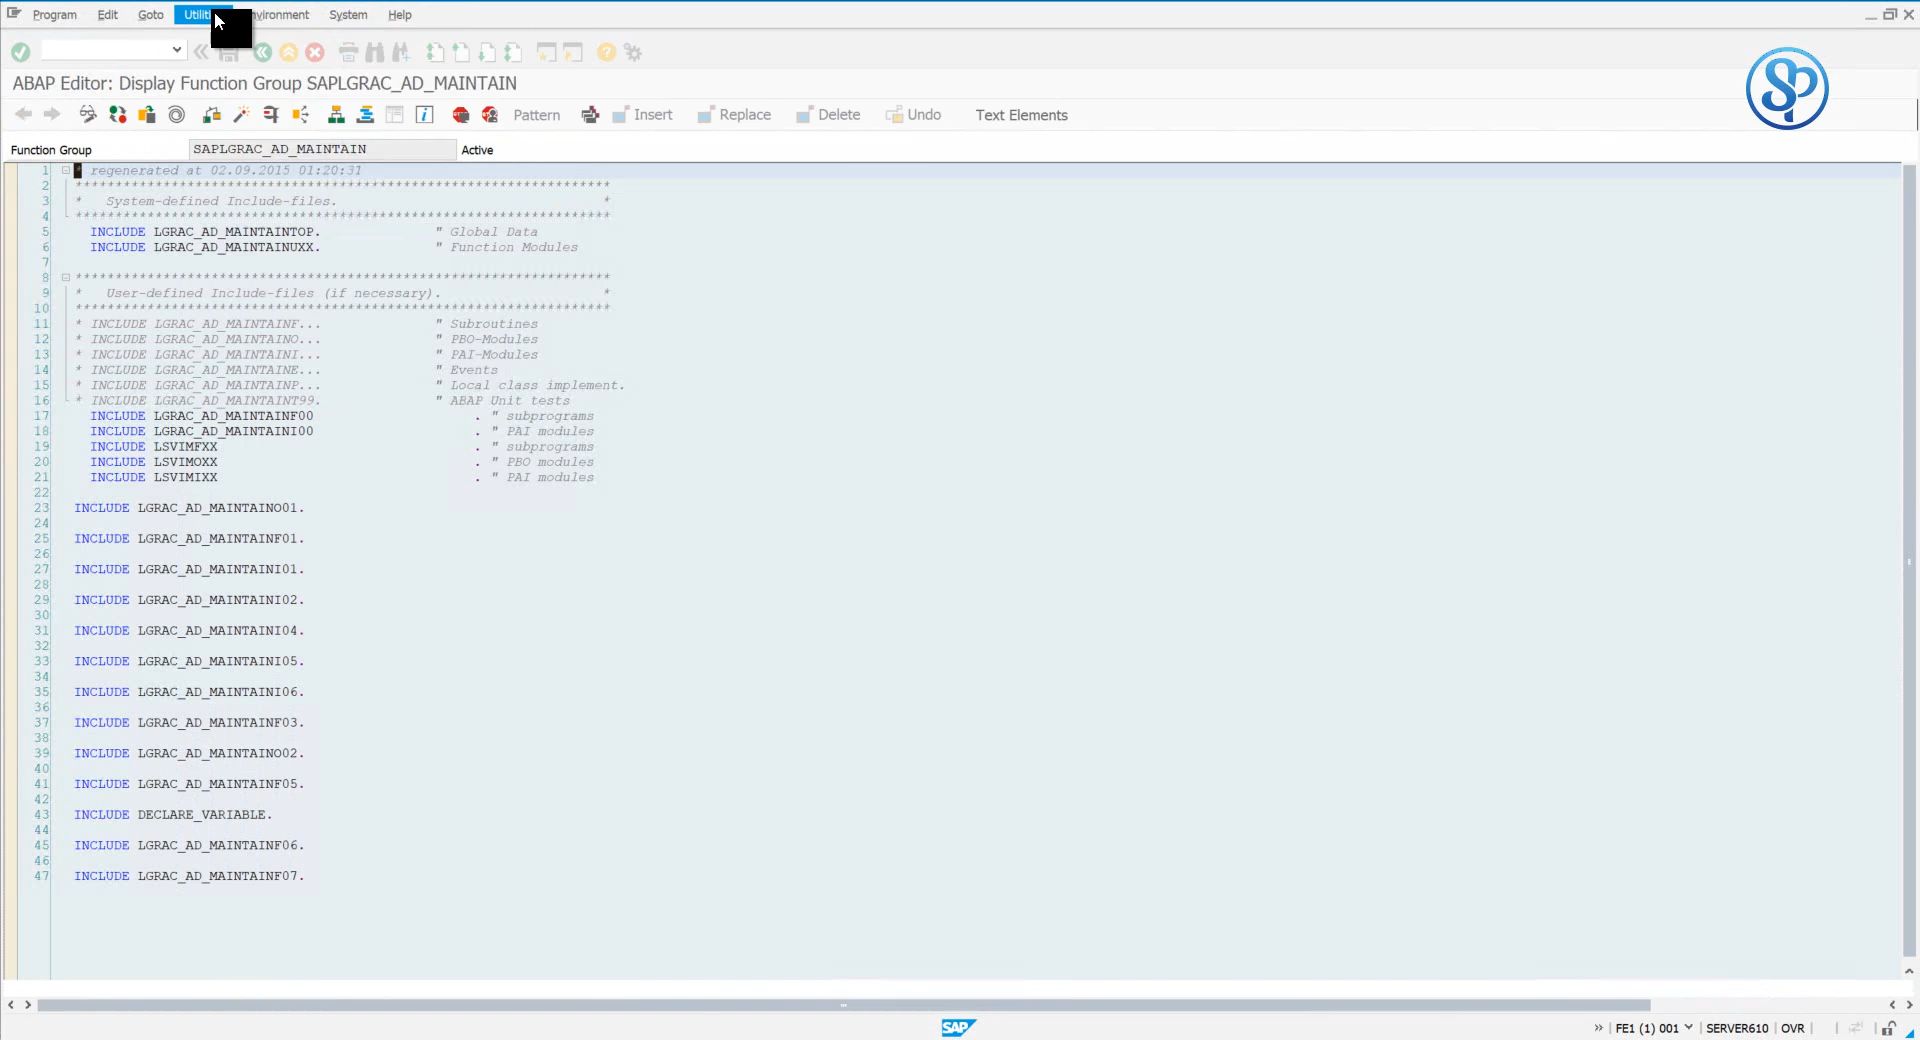 Program Edit Goto System Help
ABAP Editor: Display Function Group SAPLGRAC_AD_MAINTAIN
Pattern Insert Replace Delete Undo Text Elements
Function Group SAPLGRAC_AD_MAINTAIN Active
1 * regenerated at 02.09.2015 01:20:31
2 *******************************************************************
3 * System-defined Include-files. *
4 *******************************************************************
5 INCLUDE LGRAC_AD_MAINTAINTOP. " Global Data
6 INCLUDE LGRAC_AD_MAINTAINUXX. " Function Modules
7
8 *******************************************************************
9 * User-defined Include-files (if necessary). *
10 *******************************************************************
11 * INCLUDE LGRAC_AD_MAINTAINF... " Subroutines
12 * INCLUDE LGRAC_AD_MAINTAINO... " PBO-Modules
13 * INCLUDE LGRAC_AD_MAINTAINI... " PAI-Modules
14 * INCLUDE LGRAC_AD_MAINTAINE... " Events
15 * INCLUDE LGRAC_AD_MAINTAINP... " Local class implement.
16 * INCLUDE LGRAC_AD_MAINTAINT99. " ABAP Unit tests
17 INCLUDE LGRAC_AD_MAINTAINF00 . " subprograms
18 INCLUDE LGRAC_AD_MAINTAINI00 . " PAI modules
19 INCLUDE LSVIMFXX . " subprograms
20 INCLUDE LSVIMOXX . " PBO modules
21 INCLUDE LSVIMIXX . " PAI modules
22
23 INCLUDE LGRAC_AD_MAINTAINO01.
24
25 INCLUDE LGRAC_AD_MAINTAINF01.
26
27 INCLUDE LGRAC_AD_MAINTAINI01.
28
29 INCLUDE LGRAC_AD_MAINTAINI02.
30
31 INCLUDE LGRAC_AD_MAINTAINI04.
32
33 INCLUDE LGRAC_AD_MAINTAINI05.
34
35 INCLUDE LGRAC_AD_MAINTAINI06.
36
37 INCLUDE LGRAC_AD_MAINTAINF03.
38
39 INCLUDE LGRAC_AD_MAINTAINO02.
40
41 INCLUDE LGRAC_AD_MAINTAINF05.
42
43 INCLUDE DECLARE_VARIABLE.
44
45 INCLUDE LGRAC_AD_MAINTAINF06.
46
47 INCLUDE LGRAC_AD_MAINTAINF07.
SAP
FE1 (1) 001 SERVER610 OVR